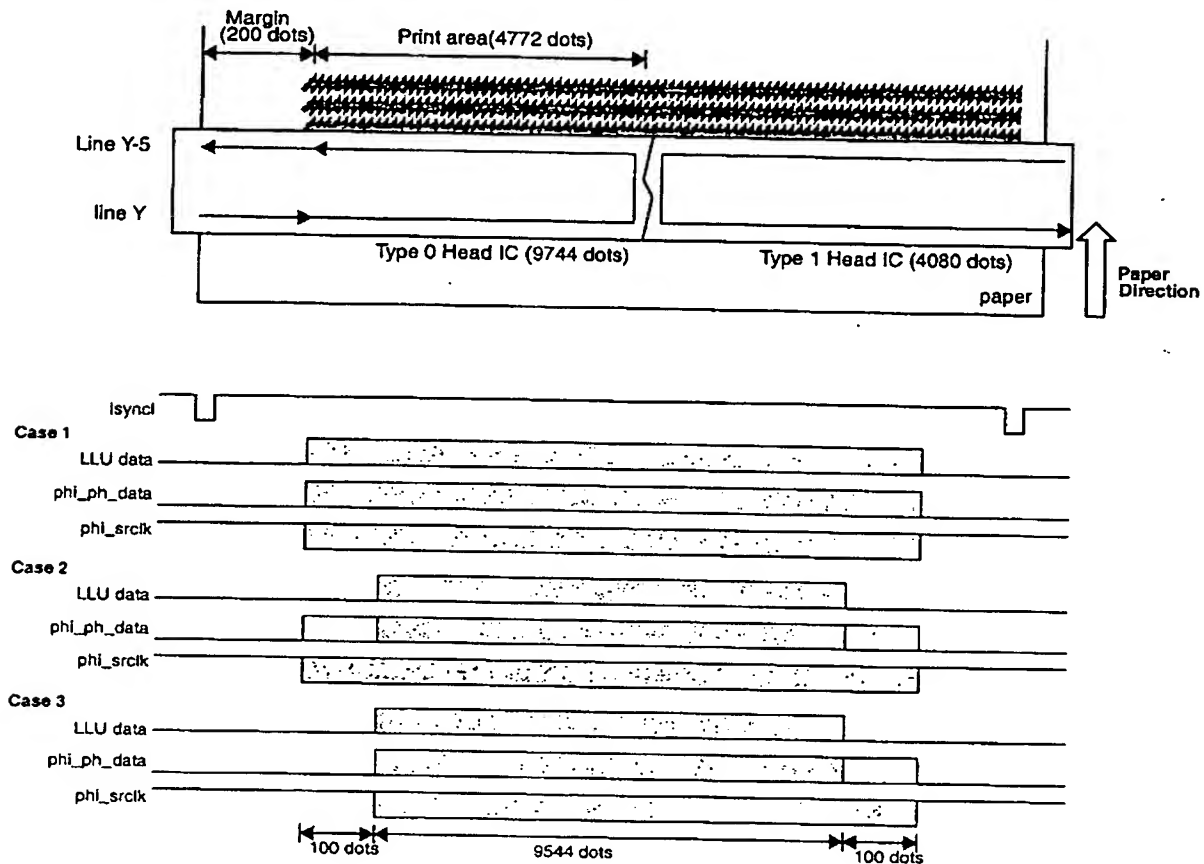 Margin
(200 dots)
Print area(4772 dots)
Line Y-5
line Y
Type 0 Head IC (9744 dots)
Type 1 Head IC (4080 dots)
Paper
Direction
paper
lsyncl
Case 1
LLU data
phi_ph_data
phi_srclk
Case 2
LLU data
phi_ph_data
phi_srclk
Case 3
LLU data
phi_ph_data
phi_srclk
100 dots
9544 dots
100 dots